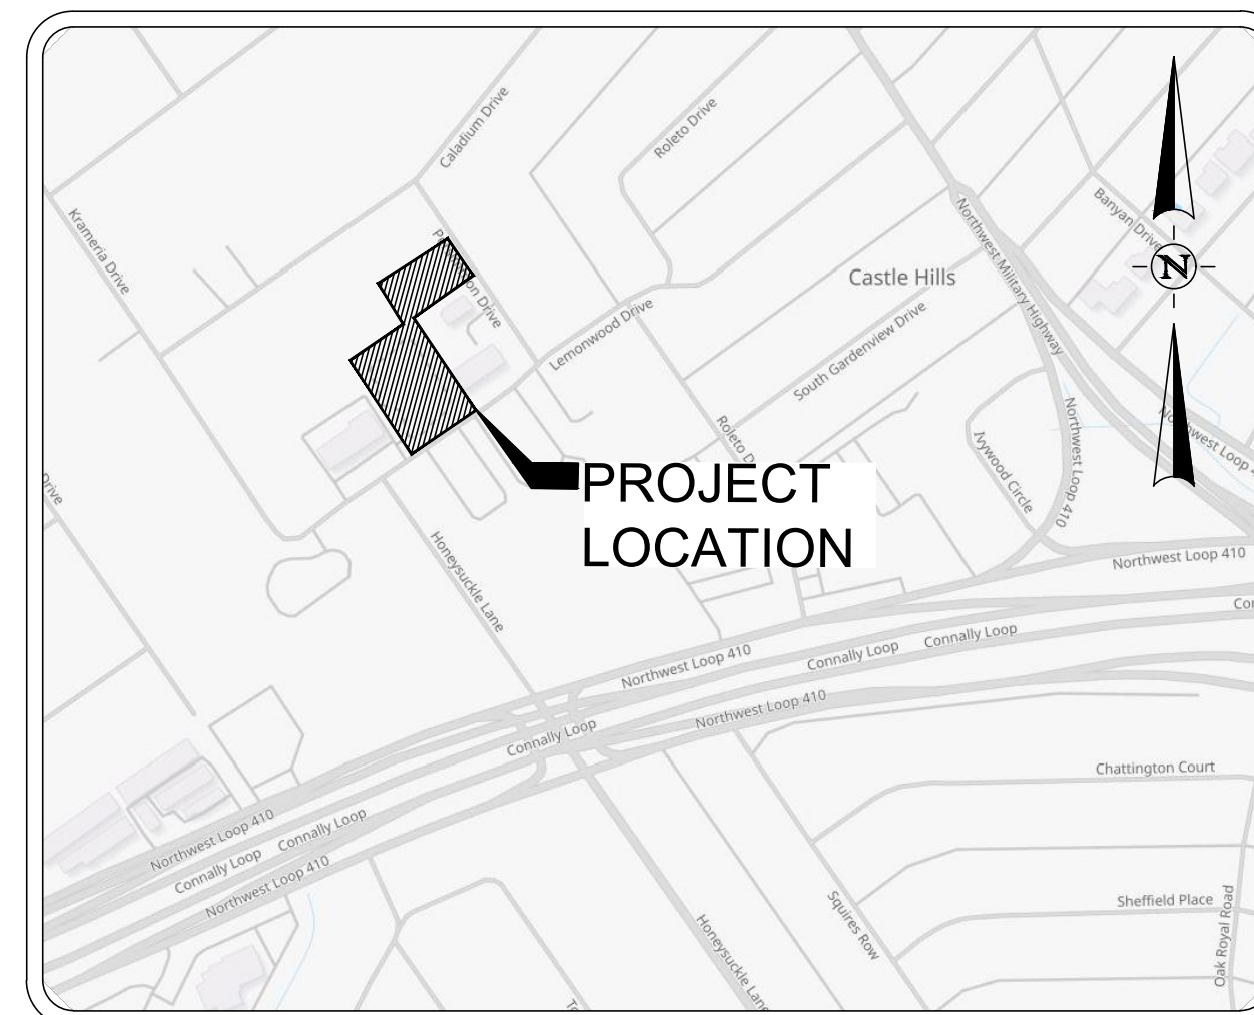 Caladium Drive
Roleto Drive
Krameria Drive
Banyan Drive
Northwest Military Highway
Castle Hills
Lemonwood Drive
South Gardenview Drive
N
Northwest Loop
Northwest Loop 410
Ivywood Circle
Roleto D
Drive
PROJECT
LOCATION
Honeysuckle Lane
Northwest Loop 410
Connally Loop
Connally Loop
Northwest Loop 410
Northwest Loop 410
Connally Loop
Chattington Court
Northwest Loop 410
Connally Loop
Connally Loop
Northwest Loop 410
Sheffield Place
Squires Row
Honeysuckle Lane
Oak Royal Road